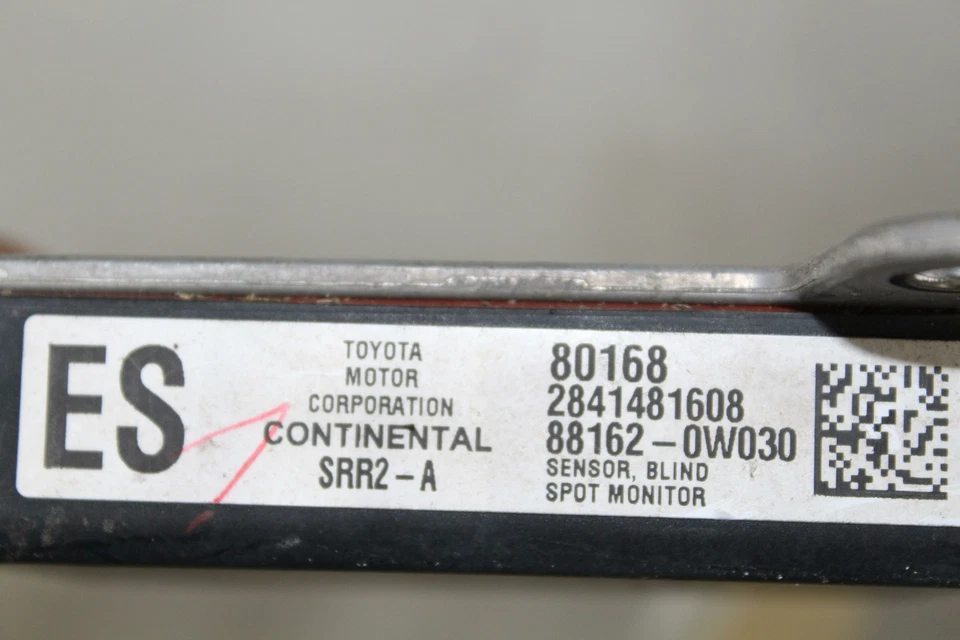 ES
TOYOTA
MOTOR
CORPORATION
CONTINENTAL
SRR2-A
80168
2841481608
88162-0W030
SENSOR, BLIND
SPOT MONITOR